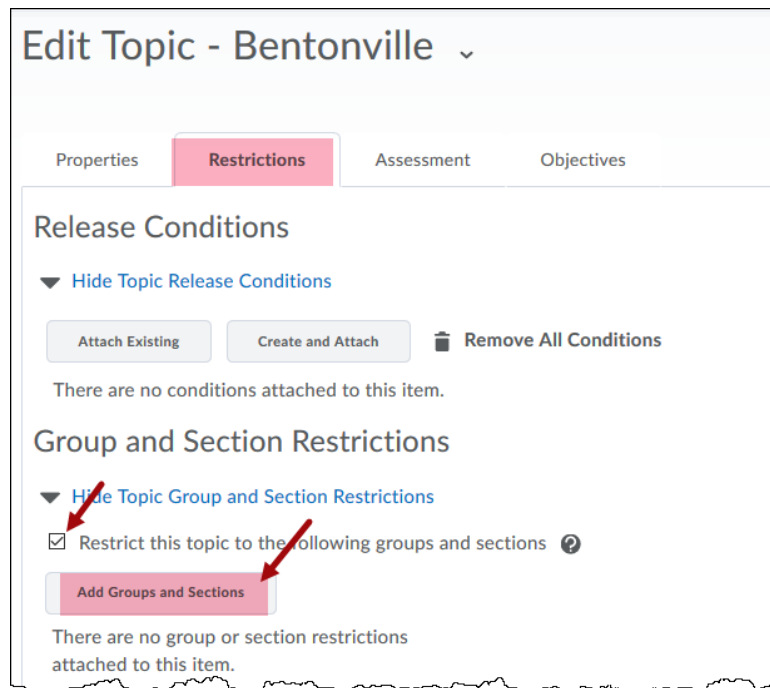 Edit Topic - Bentonville
Properties Restrictions Assessment Objectives
Release Conditions
Hide Topic Release Conditions
Attach Existing Create and Attach Remove All Conditions
There are no conditions attached to this item.
Group and Section Restrictions
Hide Topic Group and Section Restrictions
Restrict this topic to the following groups and sections ?
Add Groups and Sections
There are no group or section restrictions
attached to this item.